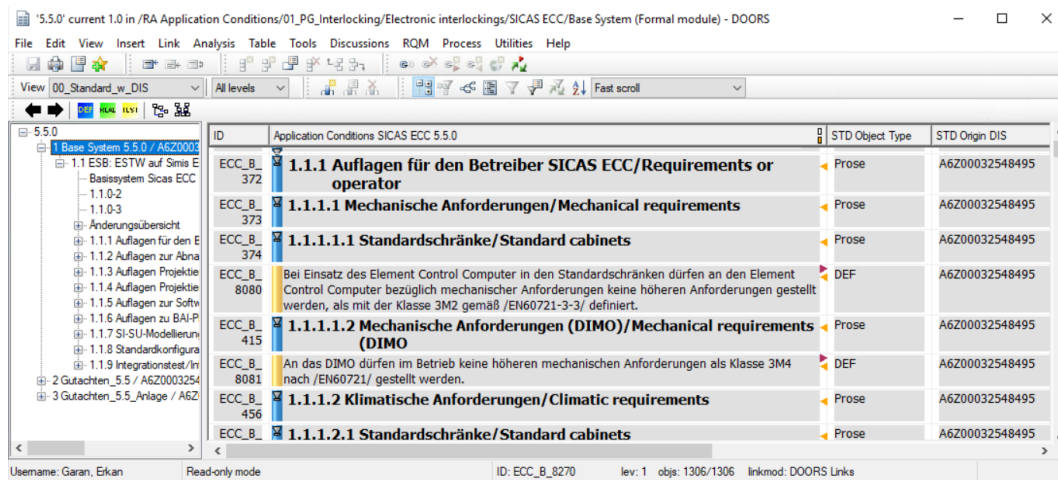 '5.5.0' current 1.0 in /RA Application Conditions/01_PG_Interlocking/Electronic interlockings/SICAS ECC/Base System (Formal module) - DOORS
File Edit View Insert Link Analysis Table Tools Discussions RQM Process Utilities Help
View 00_Standard_w_DIS All levels Fast scroll
DEF
5.5.0
1 Base System 5.5.0 / A6Z0003
1.1 ESB: ESTW auf Simis E
Basissystem Sicas ECC
1.1.0-2
1.1.0-3
Änderungsübersicht
1.1.1 Auflagen für den B
1.1.2 Auflagen zur Abna
1.1.3 Auflagen Projektie
1.1.4 Auflagen Projektie
1.1.5 Auflagen zur Softw
1.1.6 Auflagen zu BAI-P
1.1.7 SI-SU-Modellierun
1.1.8 Standardkonfigura
1.1.9 Integrationstest/In
2 Gutachten_5.5 / A6Z0003254
3 Gutachten_5.5_Anlage / A6Z
ID Application Conditions SICAS ECC 5.5.0 STD Object Type STD Origin DIS
ECC_B_ 1.1.1 Auflagen für den Betreiber SICAS ECC/Requirements or Prose A6Z00032548495
372 operator
ECC_B_ 1.1.1.1 Mechanische Anforderungen/Mechanical requirements Prose A6Z00032548495
373
ECC_B_ 1.1.1.1.1 Standardschränke/Standard cabinets Prose A6Z00032548495
374
ECC_B_ Bei Einsatz des Element Control Computer in den Standardschränken dürfen an den Element DEF A6Z00032548495
8080 Control Computer bezüglich mechanischer Anforderungen keine höheren Anforderungen gestellt
werden, als mit der Klasse 3M2 gemäß /EN60721-3-3/ definiert.
ECC_B_ 1.1.1.1.2 Mechanische Anforderungen (DIMO)/Mechanical requirements Prose A6Z00032548495
415 (DIMO
ECC_B_ An das DIMO dürfen im Betrieb keine höheren mechanischen Anforderungen als Klasse 3M4 DEF A6Z00032548495
8081 nach /EN60721/ gestellt werden.
ECC_B_ 1.1.1.2 Klimatische Anforderungen/Climatic requirements Prose A6Z00032548495
456
ECC_B_ 1.1.1.2.1 Standardschränke/Standard cabinets Prose A6Z00032548495
Username: Garan, Erkan Read-only mode ID: ECC_B_8270 lev: 1 objs: 1306/1306 linkmod: DOORS Links